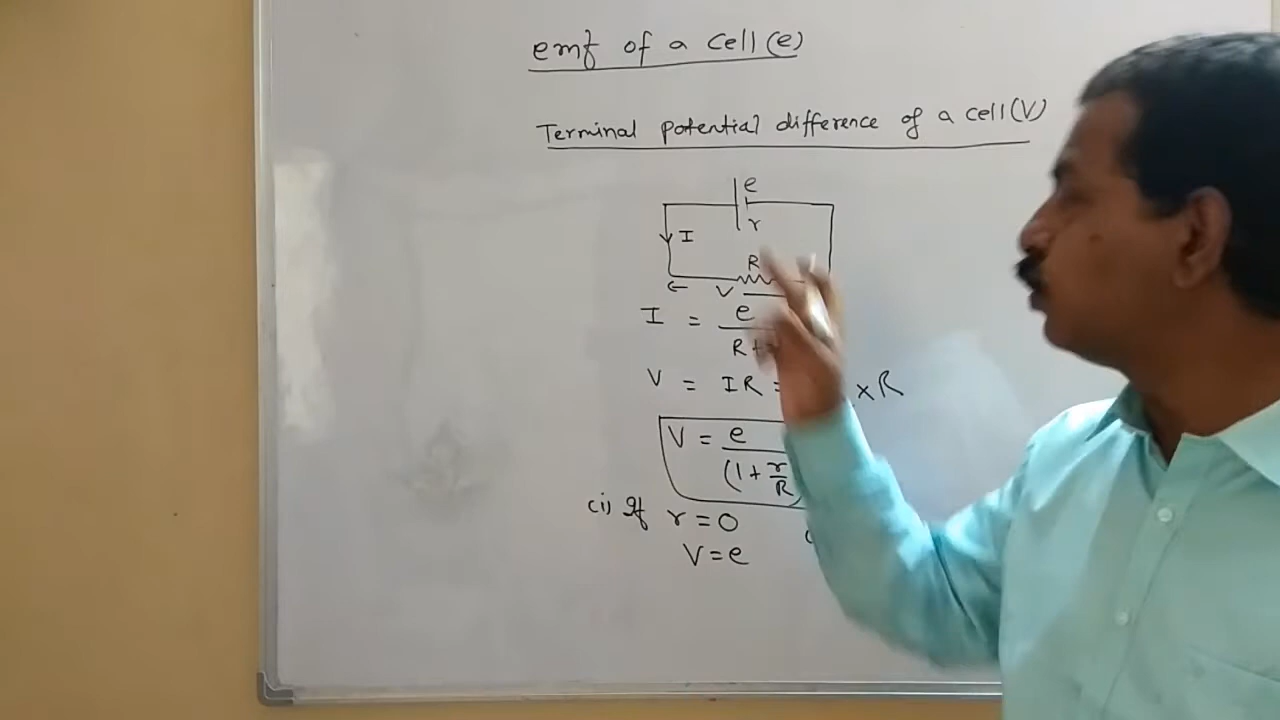 emf of a cell(e)
Terminal potential difference of a cell(V)
e
r
I
R
V
I = e
R +
V = IR = × R
V = e
(1 + r/R)
(i) If r = 0
V = e